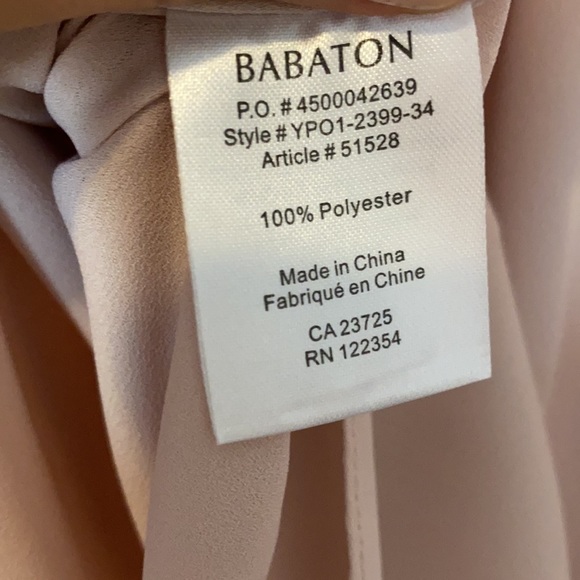 BABATON
P.O. # 4500042639
Style # YPO1-2399-34
Article # 51528
100% Polyester
Made in China
Fabriqué en Chine
CA 23725
RN 122354